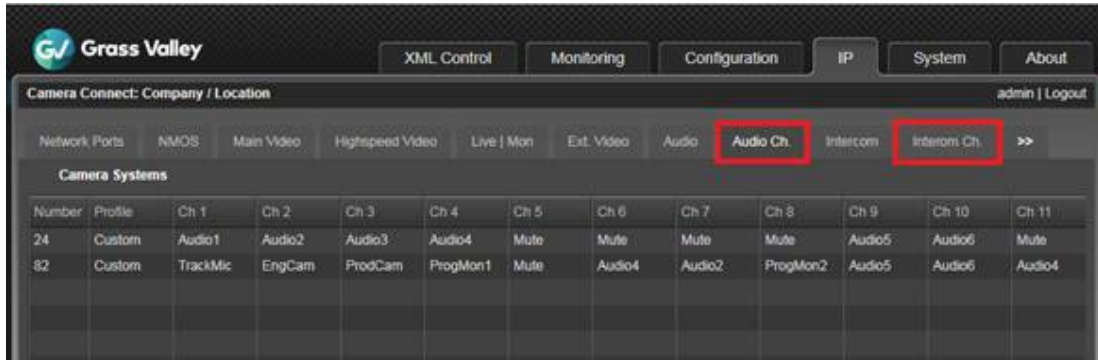 GV Grass Valley
XML Control Monitoring Configuration IP System About
Camera Connect: Company / Location admin | Logout
Network Ports NMOS Main Video Highspeed Video Live | Mon Ext. Video Audio Audio Ch. Intercom Interom Ch. >>
Camera Systems
Number Profile Ch 1 Ch 2 Ch 3 Ch 4 Ch 5 Ch 6 Ch 7 Ch 8 Ch 9 Ch 10 Ch 11
24 Custom Audio1 Audio2 Audio3 Audio4 Mute Mute Mute Mute Audio5 Audio6 Mute
82 Custom TrackMic EngCam ProdCam ProgMon1 Mute Audio4 Audio2 ProgMon2 Audio5 Audio6 Audio4